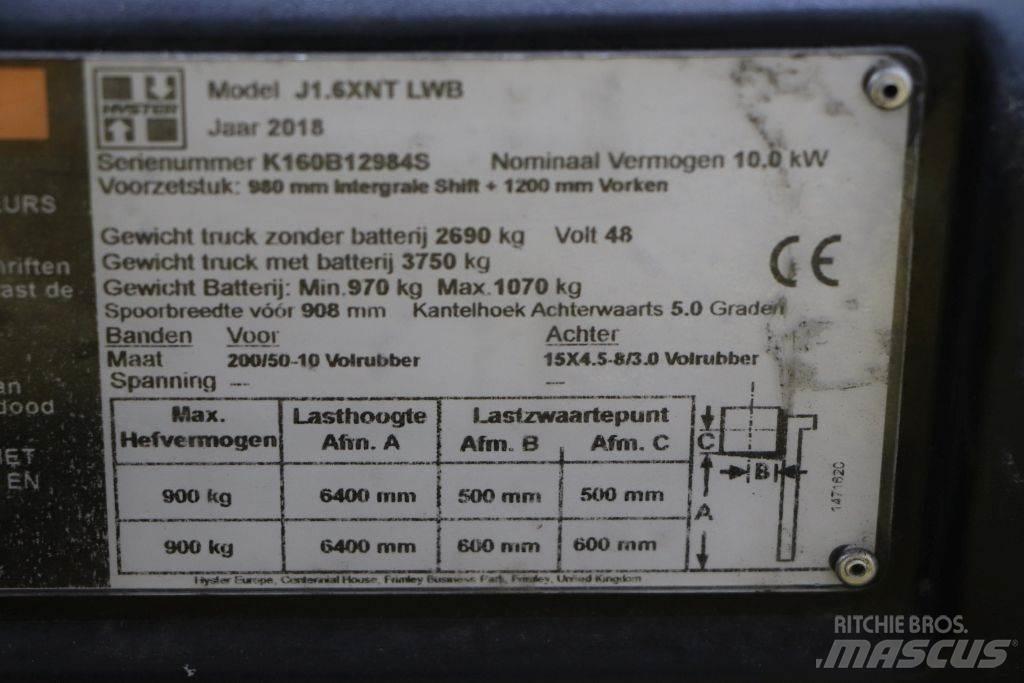 HYSTER
Model J1.6XNT LWB
Jaar 2018
Serienummer K160B12984S Nominaal Vermogen 10.0 kW
Voorzetstuk: 980 mm Intergrale Shift + 1200 mm Vorken
EURS
Gewicht truck zonder batterij 2690 kg Volt 48
CE
hriften
Gewicht truck met batterij 3750 kg
ast de
Gewicht Batterij: Min.970 kg Max.1070 kg
Spoorbreedte vóór 908 mm Kantelhoek Achterwaarts 5.0 Graden
Banden Voor Achter
Maat 200/50-10 Volrubber 15X4.5-8/3.0 Volrubber
an
Spanning --- ---
dood
Max. Hefvermogen Lasthoogte Afm. A Lastzwaartepunt
Afm. B Afm. C
IET
EN
900 kg 6400 mm 500 mm 500 mm
900 kg 6400 mm 600 mm 600 mm
C
B
A
1471620
Hyster Europe, Centennial House, Frimley Business Park, Frimley, United Kingdom
RITCHIE BROS.
MASCUS